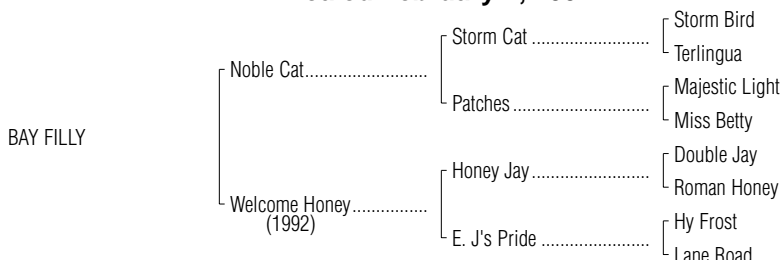 Storm Bird
Storm Cat ..............................
Terlingua
Noble Cat...............................
Majestic Light
Patches...................................
Miss Betty
BAY FILLY
Double Jay
Honey Jay ..............................
Roman Honey
Welcome Honey...................
(1992)
Hy Frost
E. J's Pride ............................
Lane Road